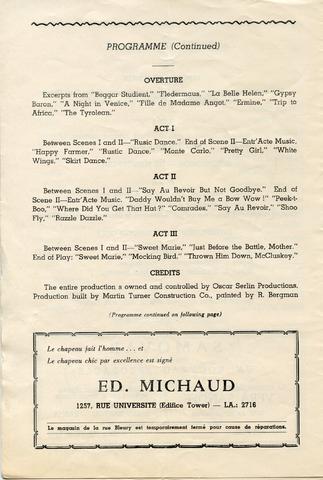 PROGRAMME (Continued)
OVERTURE
Excerpts from "Beggar Student," "Fledermaus," "La Belle Helen," "Gypsy
Baron," "A Night in Venice," "Fille de Madame Angot," "Ermine," "Trip to
Africa," "The Tyrolean."
ACT I
Between Scenes I and II—"Rusic Dance." End of Scene II—Entr'Acte Music,
"Happy Farmer," "Rustic Dance," "Monte Carlo," "Pretty Girl," "White
Wings," "Skirt Dance."
ACT II
Between Scenes I and II—"Say Au Revoir But Not Goodbye." End of
Scene II—Entr'Acte Music, "Daddy Wouldn't Buy Me a Bow Wow!" "Peek-a-
Boo," "Where Did You Get That Hat?" "Comrades," "Say Au Revoir," "Shoo
Fly," "Razzle Dazzle."
ACT III
Between Scenes I and II—"Sweet Marie," "Just Before the Battle, Mother."
End of Play: "Sweet Marie," "Mocking Bird," "Thrown Him Down, McCluskey."
CREDITS
The entire production s owned and controlled by Oscar Serlin Productions.
Production built by Martin Turner Construction Co., painted by R. Bergman
(Programme continued on following page)
Le chapeau fait l'homme... et
Le chapeau chic par excellence est signé
ED. MICHAUD
1257, RUE UNIVERSITE (Edifice Tower) — LA.: 2716
Le magasin de la rue Bleury est temporairement fermé pour cause de réparations.